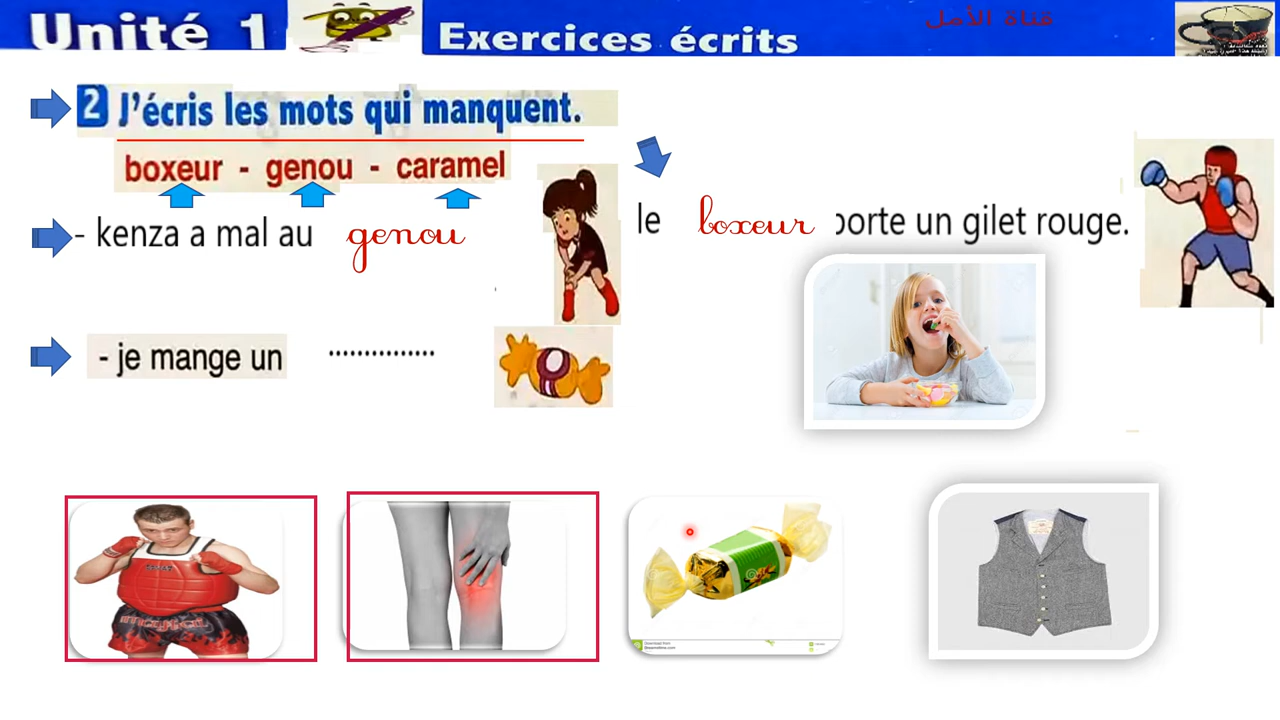 Unité 1
Exercices écrits
قناة الأمل
2 J'écris les mots qui manquent.
boxeur - genou - caramel
- kenza a mal au genou
le boxeur porte un gilet rouge.
- je mange un ...............